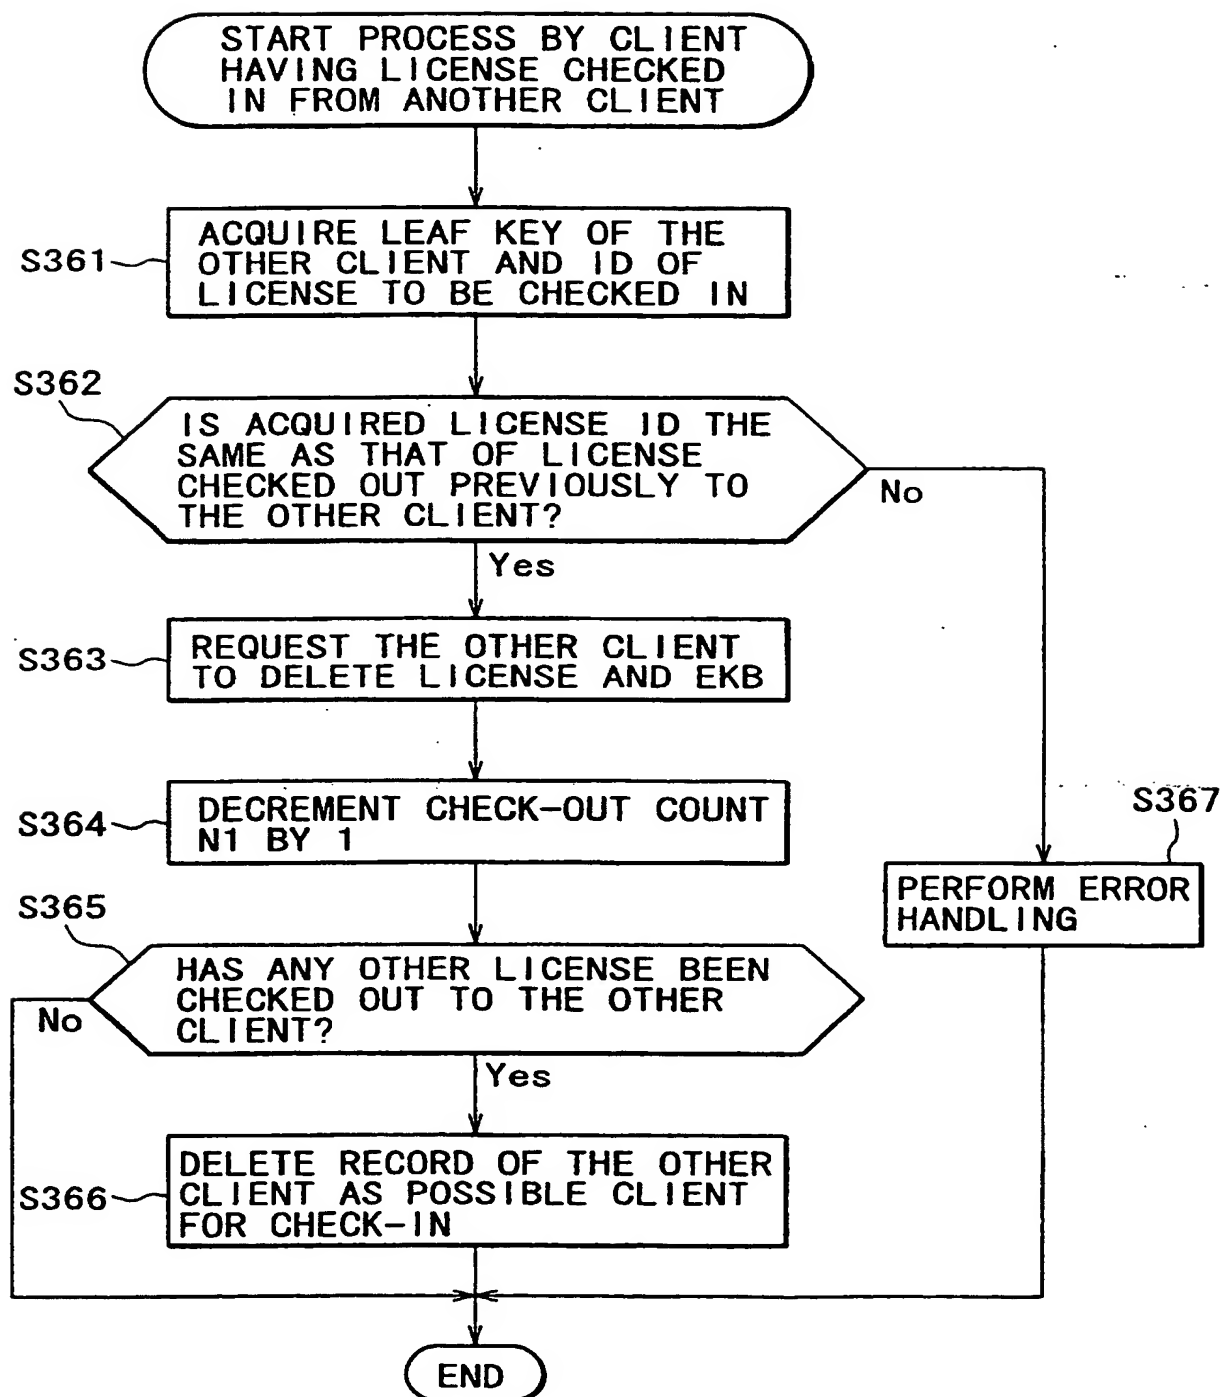 START PROCESS BY CLIENT
HAVING LICENSE CHECKED
IN FROM ANOTHER CLIENT
S361
ACQUIRE LEAF KEY OF THE
OTHER CLIENT AND ID OF
LICENSE TO BE CHECKED IN
S362
IS ACQUIRED LICENSE ID THE
SAME AS THAT OF LICENSE
CHECKED OUT PREVIOUSLY TO
THE OTHER CLIENT?
No
Yes
S363
REQUEST THE OTHER CLIENT
TO DELETE LICENSE AND EKB
S364
DECREMENT CHECK-OUT COUNT
N1 BY 1
S367
PERFORM ERROR
HANDLING
S365
HAS ANY OTHER LICENSE BEEN
CHECKED OUT TO THE OTHER
CLIENT?
No
Yes
S366
DELETE RECORD OF THE OTHER
CLIENT AS POSSIBLE CLIENT
FOR CHECK-IN
END